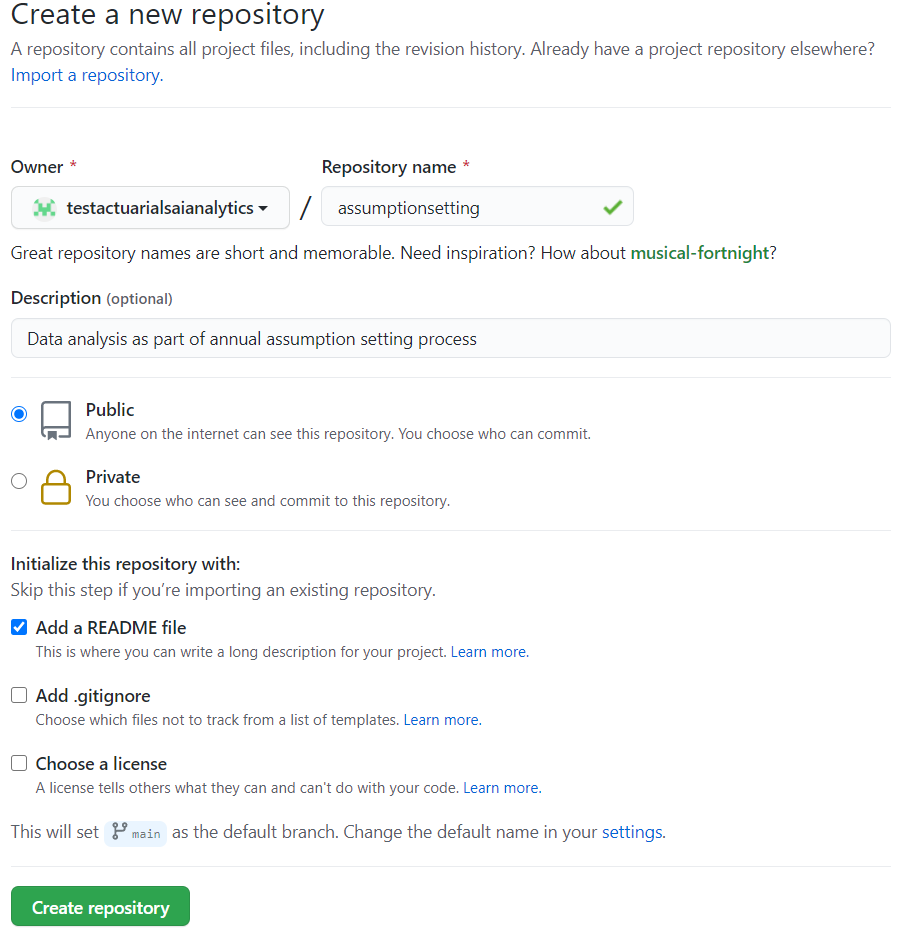 Create a new repository
A repository contains all project files, including the revision history. Already have a project repository elsewhere?
Import a repository.
Owner *
Repository name *
testactuarialsaianalytics
/
assumptionsetting
Great repository names are short and memorable. Need inspiration? How about musical-fortnight?
Description (optional)
Data analysis as part of annual assumption setting process
Public
Anyone on the internet can see this repository. You choose who can commit.
Private
You choose who can see and commit to this repository.
Initialize this repository with:
Skip this step if you’re importing an existing repository.
Add a README file
This is where you can write a long description for your project. Learn more.
Add .gitignore
Choose which files not to track from a list of templates. Learn more.
Choose a license
A license tells others what they can and can't do with your code. Learn more.
This will set main as the default branch. Change the default name in your settings.
Create repository